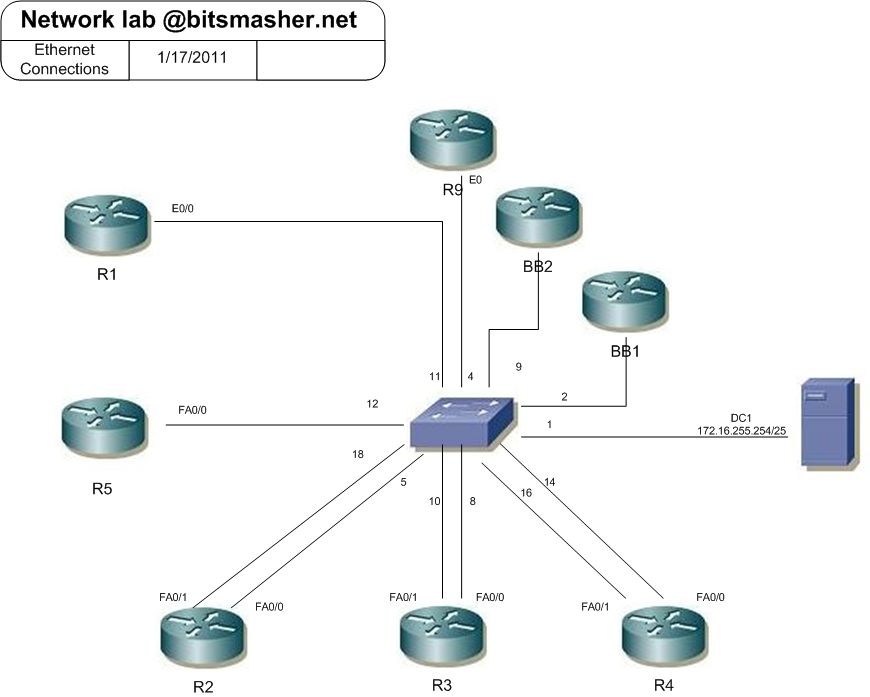 Network lab @bitsmasher.net
Ethernet
Connections
1/17/2011
R9
E0
E0/0
R1
BB2
BB1
11
4
9
2
12
1
FA0/0
R5
DC1
172.16.255.254/25
18
5
10
8
16
14
FA0/1
FA0/0
R2
FA0/1
FA0/0
R3
FA0/1
FA0/0
R4